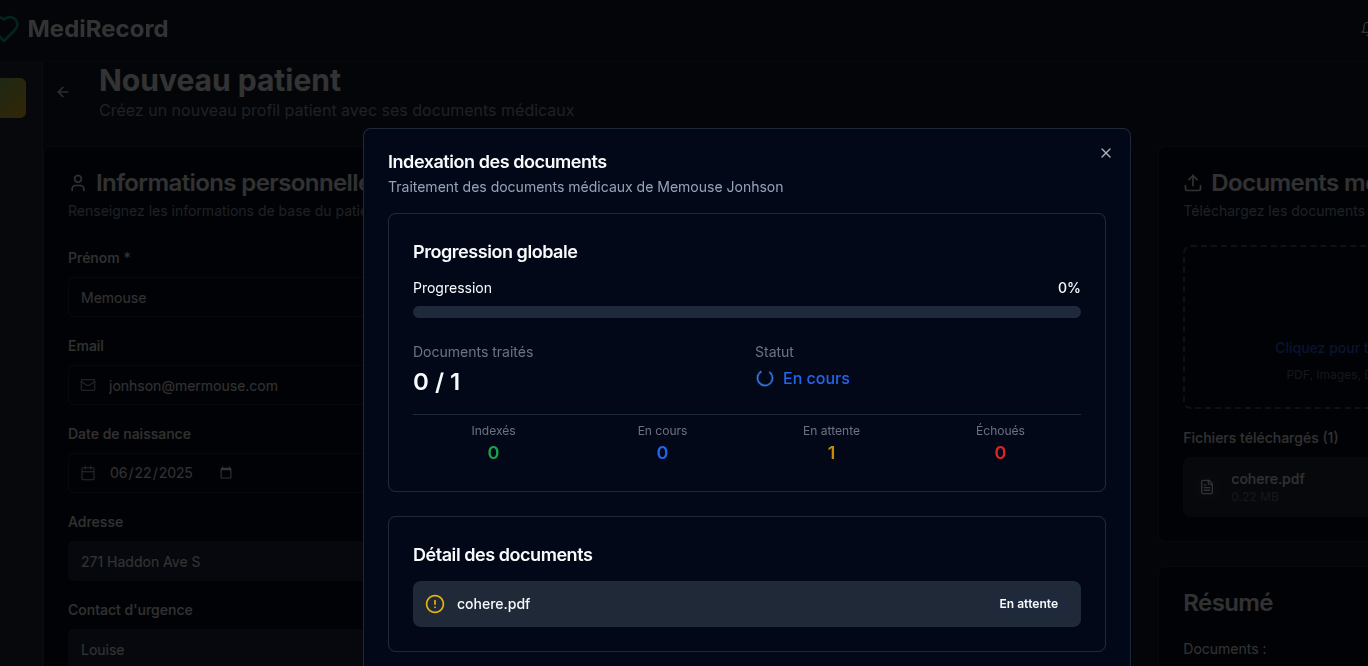 MediRecord
Nouveau patient
Créez un nouveau profil patient avec ses documents médicaux
Informations personnelle
Renseignez les informations de base du patie
Prénom *
Memouse
Email
jonhson@mermouse.com
Date de naissance
06/22/2025
Adresse
271 Haddon Ave S
Contact d'urgence
Louise
Indexation des documents
Traitement des documents médicaux de Memouse Jonhson
Progression globale
Progression 0%
Documents traités Statut
0 / 1 En cours
Indexés En cours En attente Échoués
0 0 1 0
Détail des documents
cohere.pdf En attente
Documents m
Téléchargez les documents
Cliquez pour t
PDF, Images,
Fichiers téléchargés (1)
cohere.pdf
0.22 MB
Résumé
Documents :